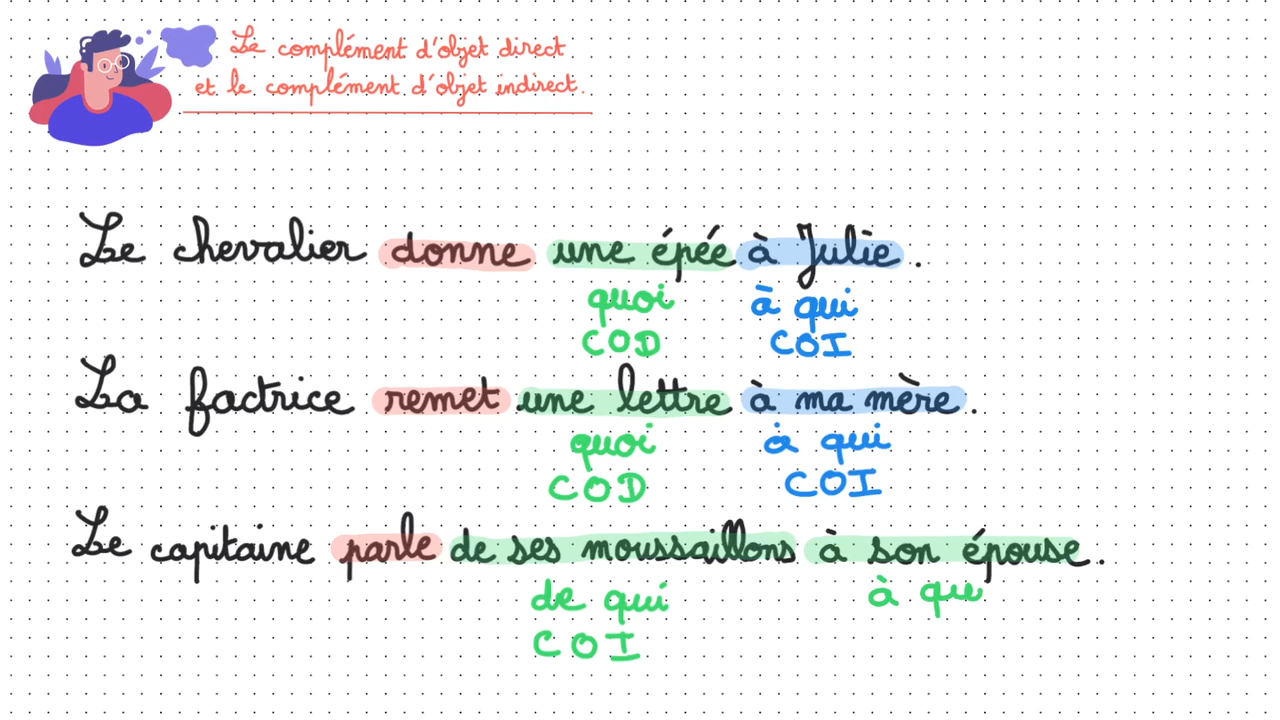 Le complément d'objet direct
et le complément d'objet indirect.
Le chevalier donne une épée à Julie.
quoi à qui
COD COI
La factrice remet une lettre à ma mère.
quoi à qui
COD COI
Le capitaine parle de ses moussaillons à son épouse.
de qui à qu
COI